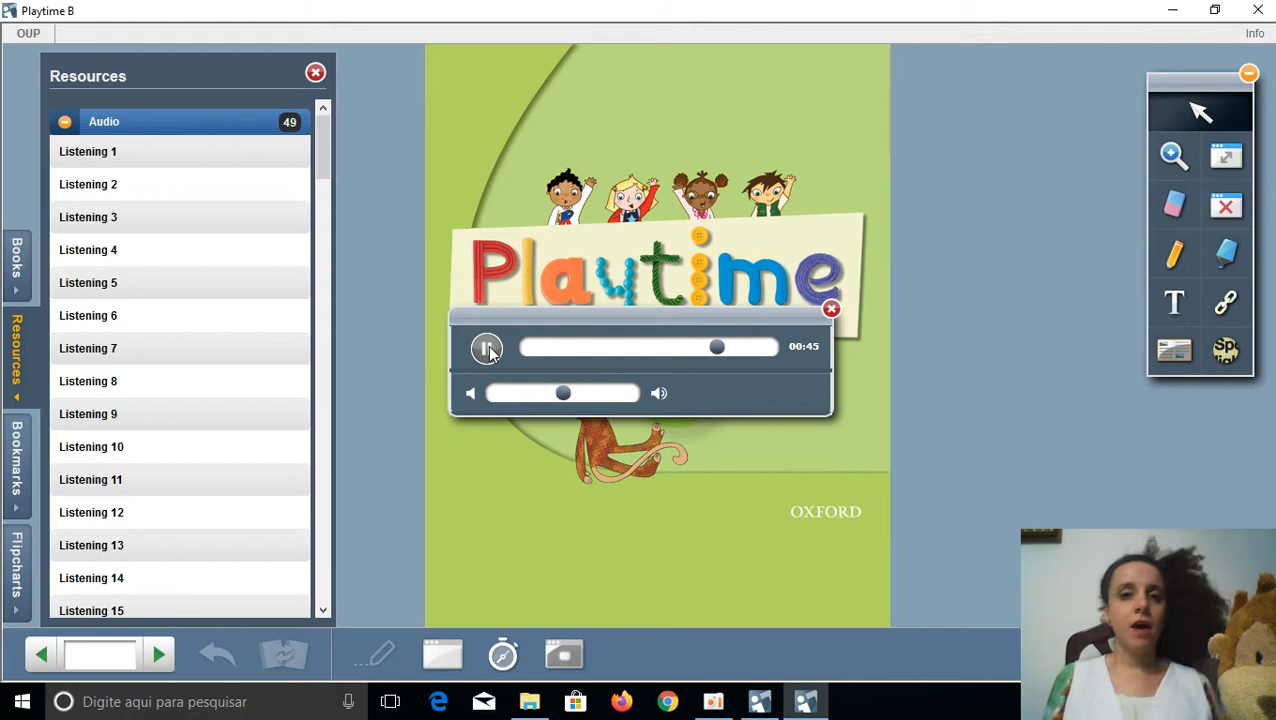 Playtime B
OUP
Info
Resources
Audio 49
Listening 1
Listening 2
Listening 3
Listening 4
Listening 5
Listening 6
Listening 7
Listening 8
Listening 9
Listening 10
Listening 11
Listening 12
Listening 13
Listening 14
Listening 15
Books
Resources
Bookmarks
Flipcharts
Playtime
00:45
OXFORD
T
Digite aqui para pesquisar